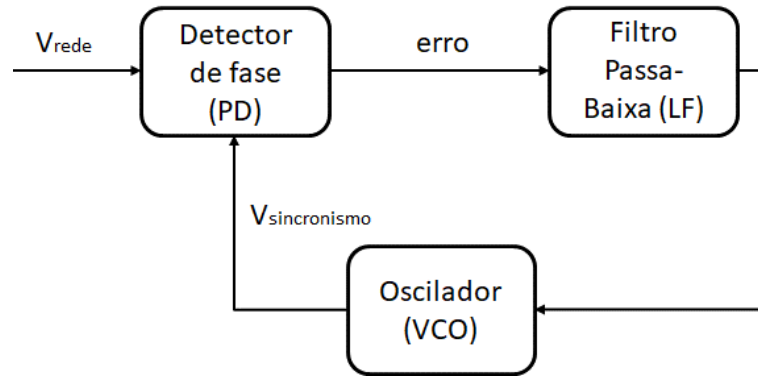 Vrede
Detector
de fase
(PD)
erro
Filtro
Passa-
Baixa (LF)
Vsincronismo
Oscilador
(VCO)